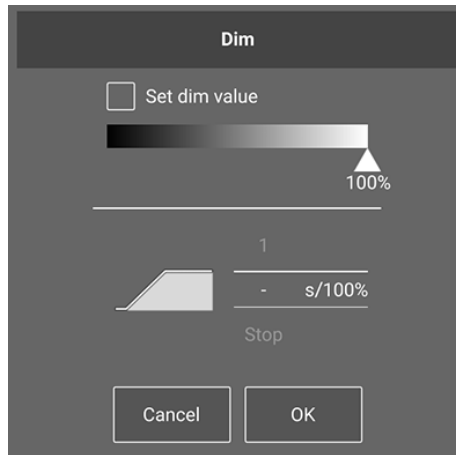 Dim
Set dim value
100%
1
- s/100%
Stop
Cancel OK